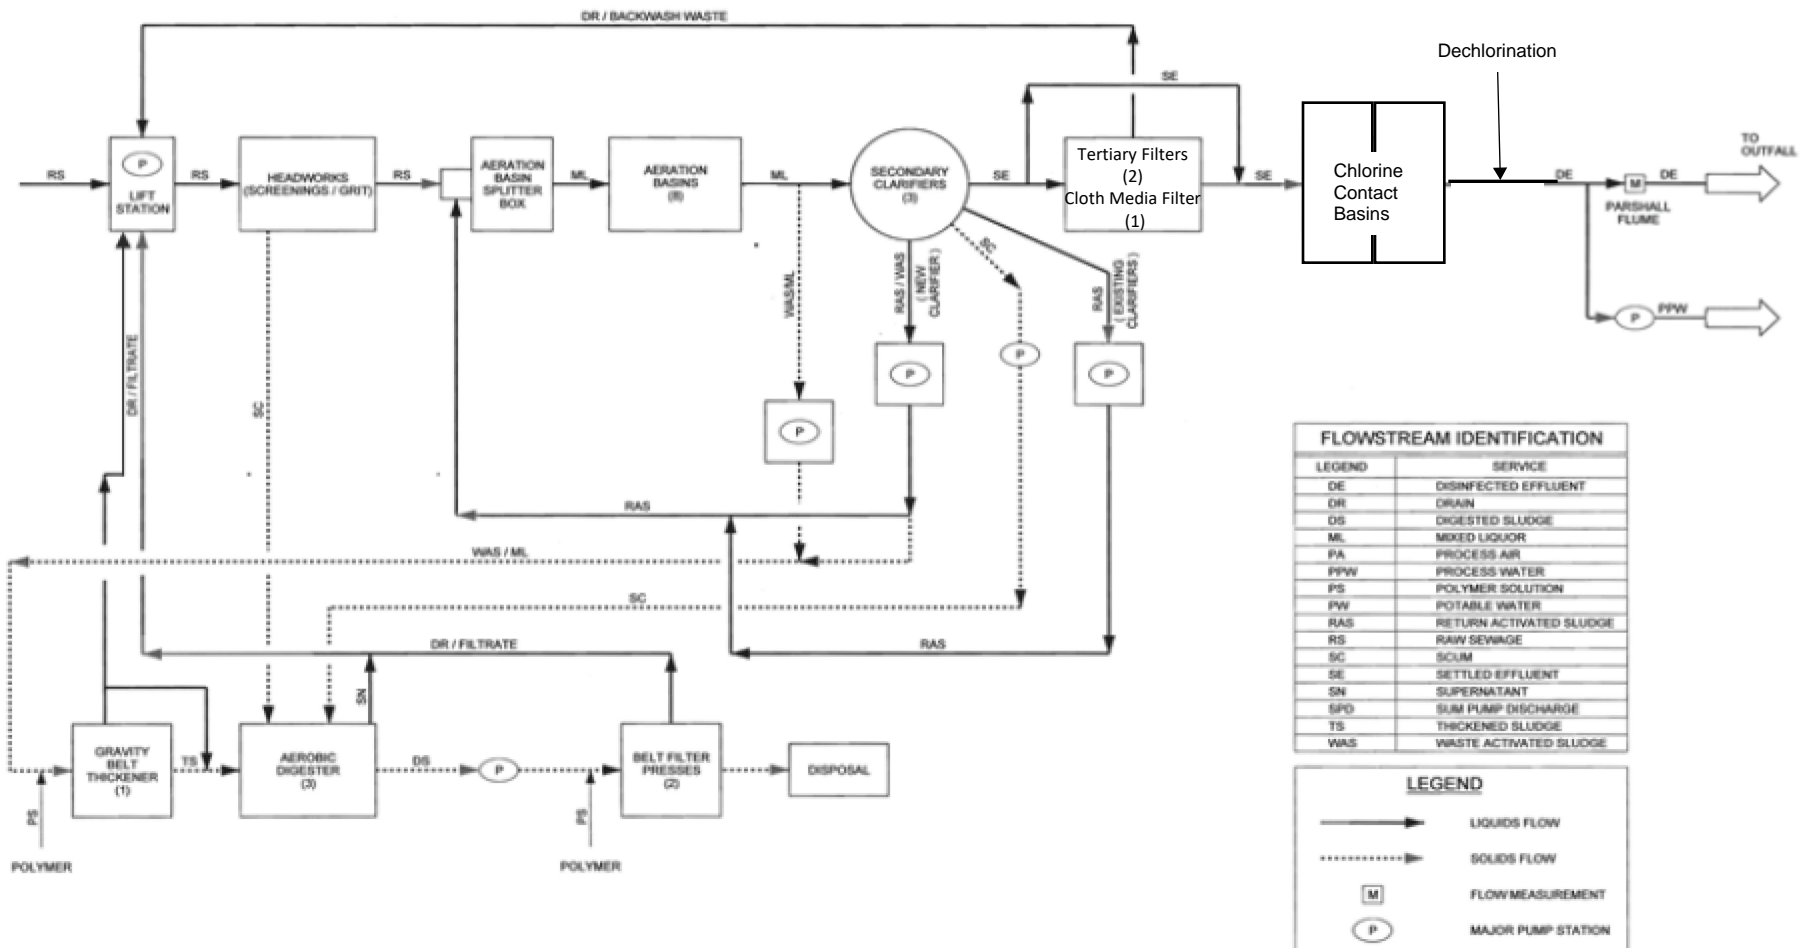 DR / BACKWASH WASTE
Dechlorination
SE
TO
OUTFALL
RS
P
LIFT
STATION
RS
HEADWORKS
(SCREENINGS / GRIT)
RS
AERATION
BASIN
SPLITTER
BOX
ML
AERATION
BASINS
(8)
ML
SECONDARY
CLARIFIERS
(3)
SE
Tertiary Filters
(2)
Cloth Media Filter
(1)
SE
Chlorine
Contact
Basins
DE
M
DE
PARSHALL
FLUME
P
PPW
DR / FILTRATE
SC
WAS/ML
RAS / WAS
( NEW
CLARIFIER )
SC
RAS
( EXISTING
CLARIFIERS )
P
P
P
P
RAS
WAS / ML
SC
RAS
DR / FILTRATE
SN
GRAVITY
BELT
THICKENER
(1)
TS
AEROBIC
DIGESTER
(3)
DS
P
BELT FILTER
PRESSES
(2)
DISPOSAL
PS
POLYMER
PS
POLYMER
FLOWSTREAM IDENTIFICATION
LEGEND SERVICE
DE DISINFECTED EFFLUENT
DR DRAIN
DS DIGESTED SLUDGE
ML MIXED LIQUOR
PA PROCESS AIR
PPW PROCESS WATER
PS POLYMER SOLUTION
PW POTABLE WATER
RAS RETURN ACTIVATED SLUDGE
RS RAW SEWAGE
SC SCUM
SE SETTLED EFFLUENT
SN SUPERNATANT
SPD SUM PUMP DISCHARGE
TS THICKENED SLUDGE
WAS WASTE ACTIVATED SLUDGE
LEGEND
LIQUIDS FLOW
SOLIDS FLOW
M FLOW MEASUREMENT
P MAJOR PUMP STATION